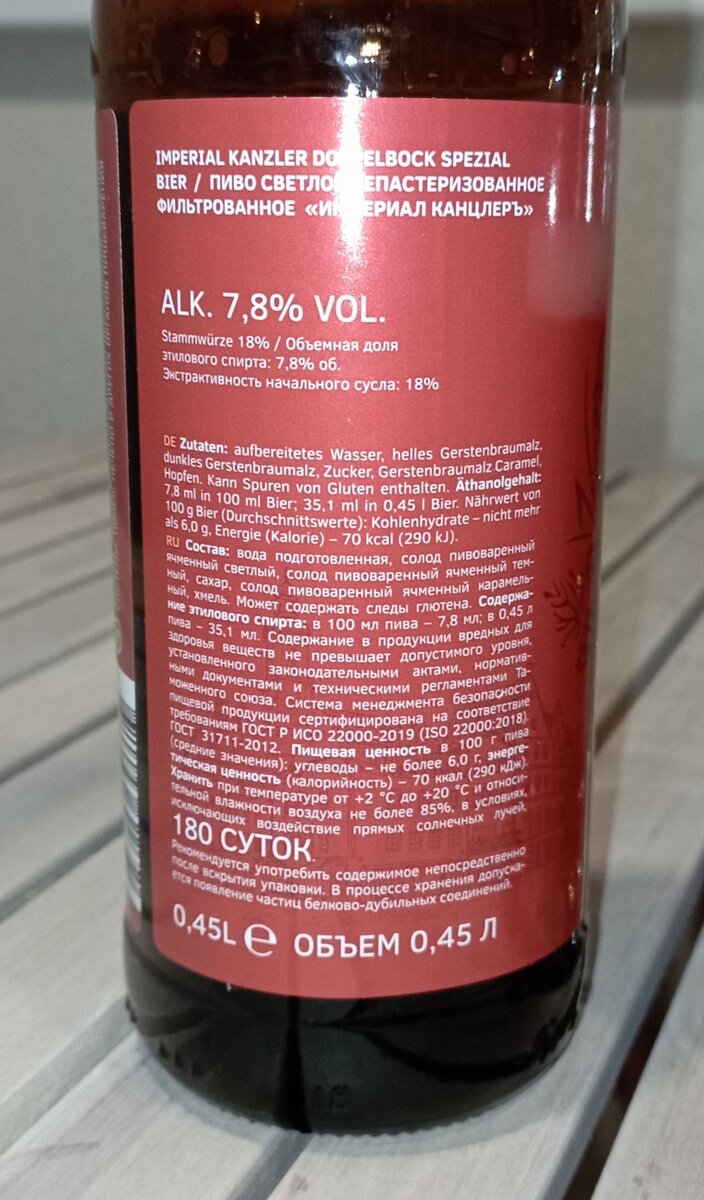 IMPERIAL KANZLER DOPPELBOCK SPEZIAL
BIER / ПИВО СВЕТЛОЕ НЕПАСТЕРИЗОВАННОЕ
ФИЛЬТРОВАННОЕ «ИМПЕРИАЛ КАНЦЛЕРЪ»
ALK. 7,8% VOL.
Stammwürze 18% / Объемная доля
этилового спирта: 7,8% об.
Экстрактивность начального сусла: 18%
DE Zutaten: aufbereitetes Wasser, helles Gerstenbraumalz,
dunkles Gerstenbraumalz, Zucker, Gerstenbraumalz Caramel,
Hopfen. Kann Spuren von Gluten enthalten. Äthanolgehalt:
7,8 ml in 100 ml Bier; 35,1 ml in 0,45 l Bier. Nährwert von
100 g Bier (Durchschnittswerte): Kohlenhydrate – nicht mehr
als 6,0 g, Energie (Kalorie) – 70 kcal (290 kJ).
RU Состав: вода подготовленная, солод пивоваренный
ячменный светлый, солод пивоваренный ячменный тем-
ный, сахар, солод пивоваренный ячменный карамель-
ный, хмель. Может содержать следы глютена. Содержа-
ние этилового спирта: в 100 мл пива – 7,8 мл; в 0,45 л
пива – 35,1 мл. Содержание в продукции вредных для
здоровья веществ не превышает допустимого уровня,
установленного законодательными актами, норматив-
ными документами и техническими регламентами Та-
моженного союза. Система менеджмента безопасности
пищевой продукции сертифицирована на соответствие
требованиям ГОСТ Р ИСО 22000-2019 (ISO 22000:2018).
ГОСТ 31711-2012. Пищевая ценность в 100 г пива
(средние значения): углеводы – не более 6,0 г, энерге-
тическая ценность (калорийность) – 70 ккал (290 кДж).
Хранить при температуре от +2 °C до +20 °C и относи-
тельной влажности воздуха не более 85%, в условиях,
исключающих воздействие прямых солнечных лучей,
180 СУТОК.
Рекомендуется употребить содержимое непосредственно
после вскрытия упаковки. В процессе хранения допуска-
ется появление частиц белково-дубильных соединений.
0,45L ℮ ОБЪЕМ 0,45 Л